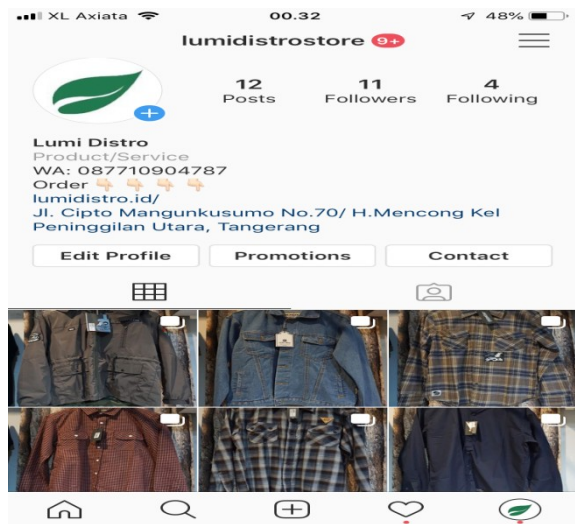 XL Axiata 00.32 48%
lumidistrostore 9+
12 11 4
Posts Followers Following
Lumi Distro
Product/Service
WA: 087710904787
Order 👇🏻 👇🏻 👇🏻 👇🏻
lumidistro.id/
Jl. Cipto Mangunkusumo No.70/ H.Mencong Kel
Peninggilan Utara, Tangerang
Edit Profile Promotions Contact